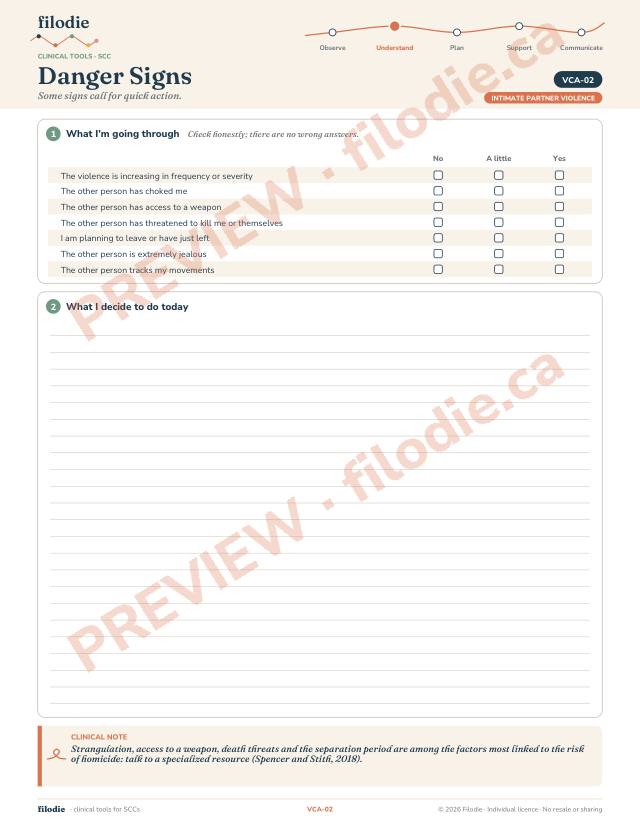 filodie
Observe Understand Plan Support Communicate
CLINICAL TOOLS · SCC
Danger Signs
VCA-02
Some signs call for quick action.
INTIMATE PARTNER VIOLENCE
1 What I'm going through Check honestly; there are no wrong answers.
No A little Yes
The violence is increasing in frequency or severity
The other person has choked me
The other person has access to a weapon
The other person has threatened to kill me or themselves
I am planning to leave or have just left
The other person is extremely jealous
The other person tracks my movements
2 What I decide to do today
PREVIEW · filodie.ca
PREVIEW · filodie.ca
CLINICAL NOTE
Strangulation, access to a weapon, death threats and the separation period are among the factors most linked to the risk
of homicide: talk to a specialized resource (Spencer and Stith, 2018).
filodie · clinical tools for SCCs VCA-02 © 2026 Filodie · Individual licence · No resale or sharing